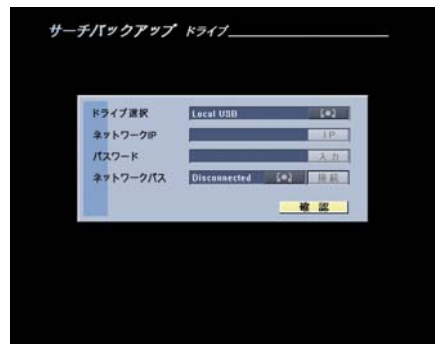 サーチバックアップ ドライブ
ドライブ選択 Local USB
ネットワークIP IP
パスワード 入力
ネットワークパス Disconnected 接続
確認